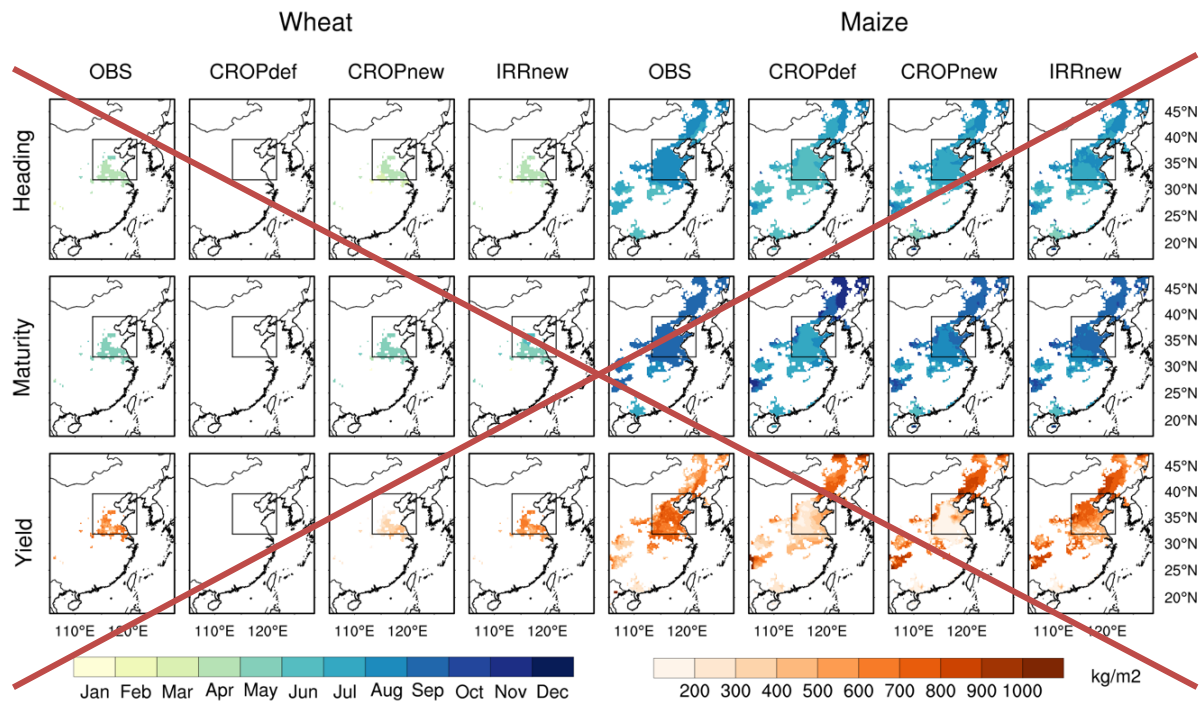 Wheat Maize
OBS CROPdef CROPnew IRRnew OBS CROPdef CROPnew IRRnew
Heading
45°N
40°N
35°N
30°N
25°N
20°N
Maturity
45°N
40°N
35°N
30°N
25°N
20°N
Yield
45°N
40°N
35°N
30°N
25°N
20°N
110°E 120°E 110°E 120°E 110°E 120°E 110°E 120°E 110°E 120°E 110°E 120°E 110°E 120°E 110°E 120°E
Jan Feb Mar Apr May Jun Jul Aug Sep Oct Nov Dec
200 300 400 500 600 700 800 900 1000 kg/m2